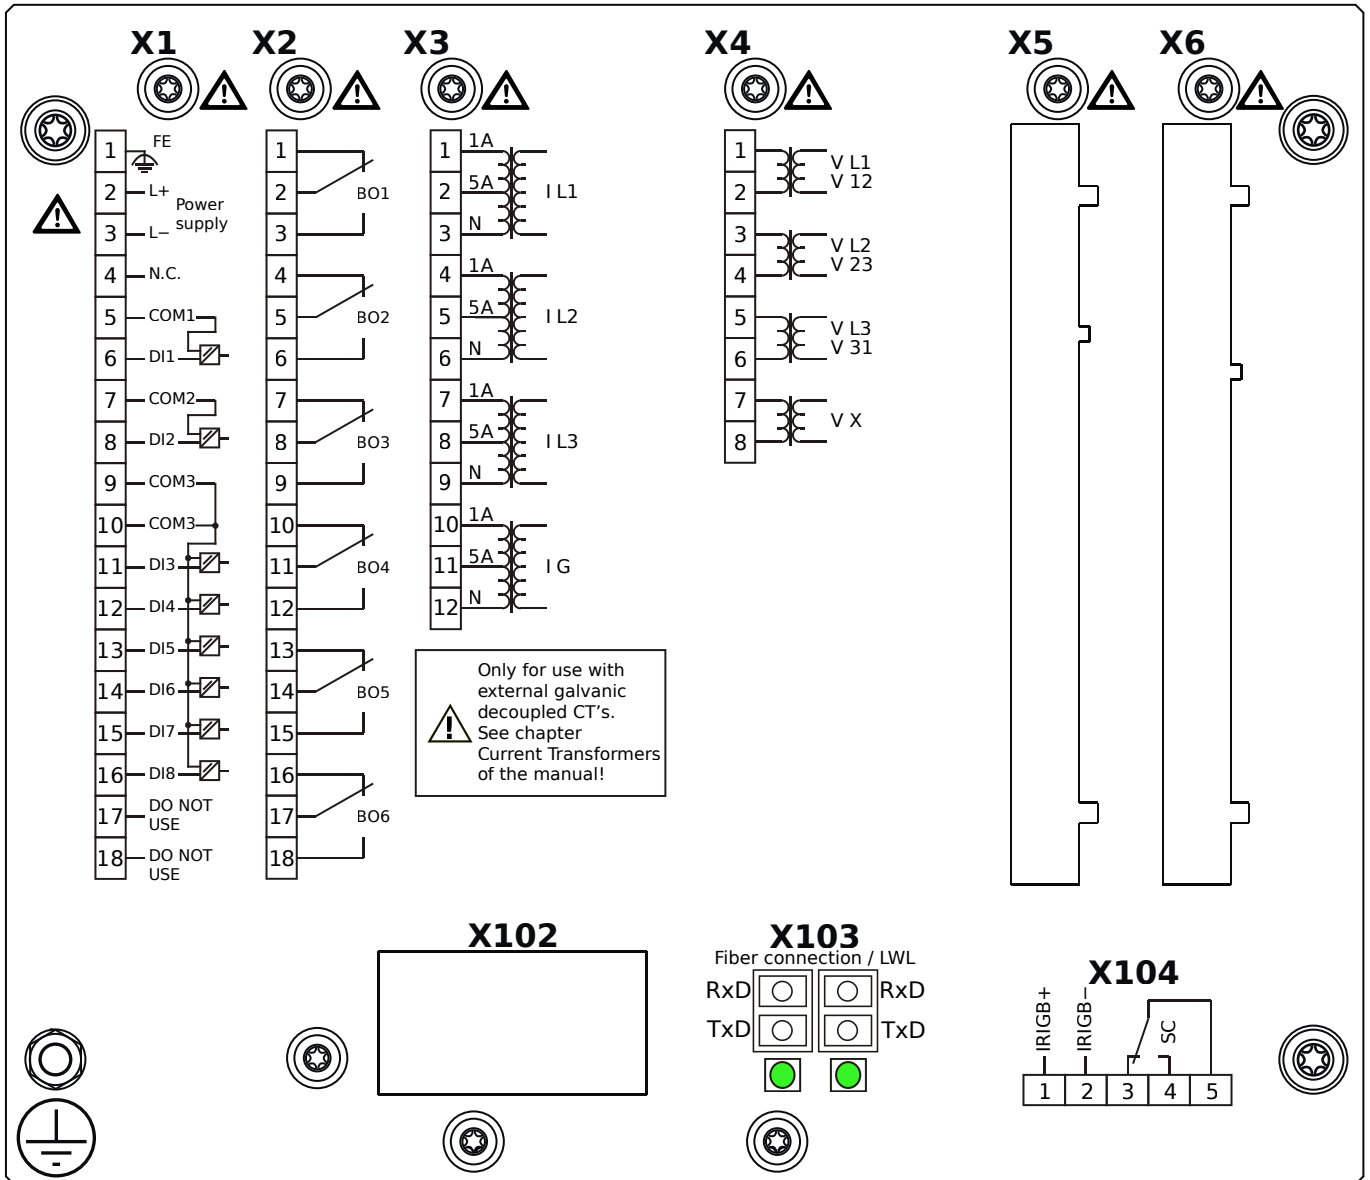 X1
X2
X3
X4
X5
X6
1 FE
2 L+
Power
supply
3 L−
4 N.C.
5 COM1
6 DI1
7 COM2
8 DI2
9 COM3
10 COM3
11 DI3
12 DI4
13 DI5
14 DI6
15 DI7
16 DI8
17 DO NOT
USE
18 DO NOT
USE
1
2 BO1
3
4
5 BO2
6
7
8 BO3
9
10
11 BO4
12
13
14 BO5
15
16
17 BO6
18
1 1A
2 5A I L1
3 N
4 1A
5 5A I L2
6 N
7 1A
8 5A I L3
9 N
10 1A
11 5A I G
12 N
Only for use with
external galvanic
decoupled CT's.
See chapter
Current Transformers
of the manual!
1 V L1
2 V 12
3 V L2
4 V 23
5 V L3
6 V 31
7 V X
8
X102
X103
Fiber connection / LWL
RxD RxD
TxD TxD
X104
IRIGB+
IRIGB−
SC
1 2 3 4 5